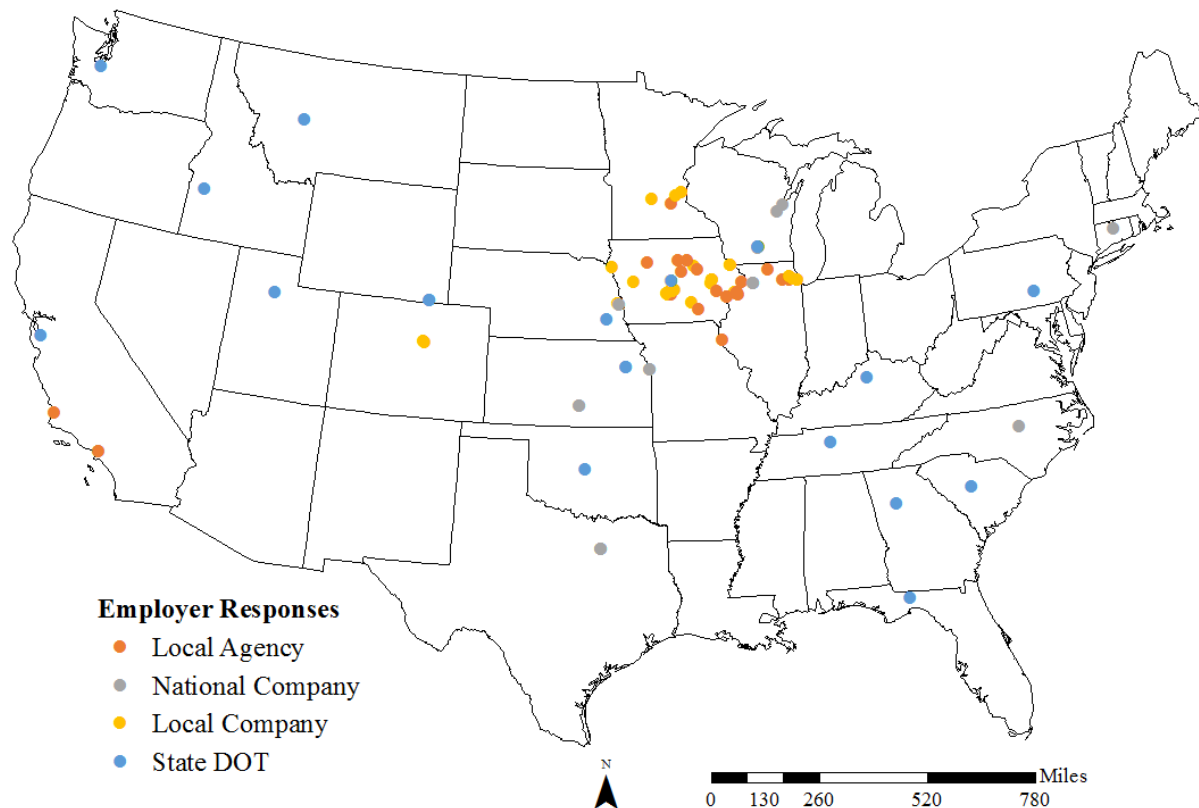 Employer Responses
Local Agency
National Company
Local Company
State DOT
N
Miles
0 130 260 520 780